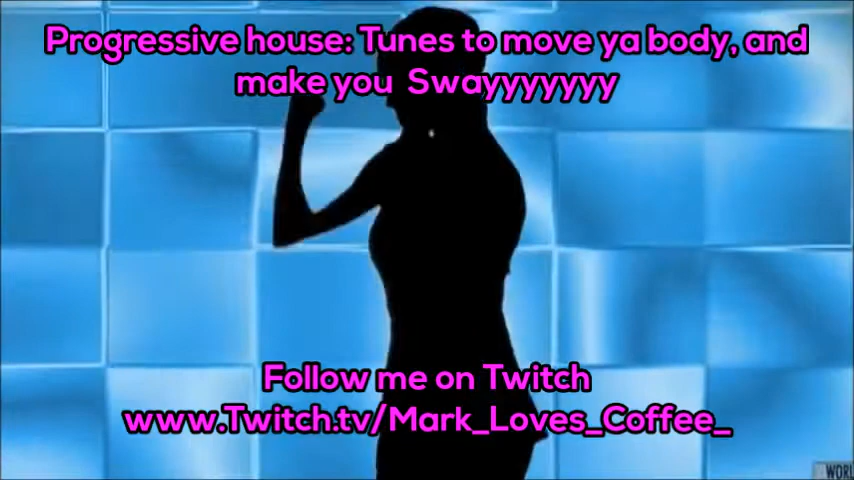 Progressive house: Tunes to move ya body, and
make you Swayyyyyyy
Follow me on Twitch
www.Twitch.tv/Mark_Loves_Coffee_
WORL